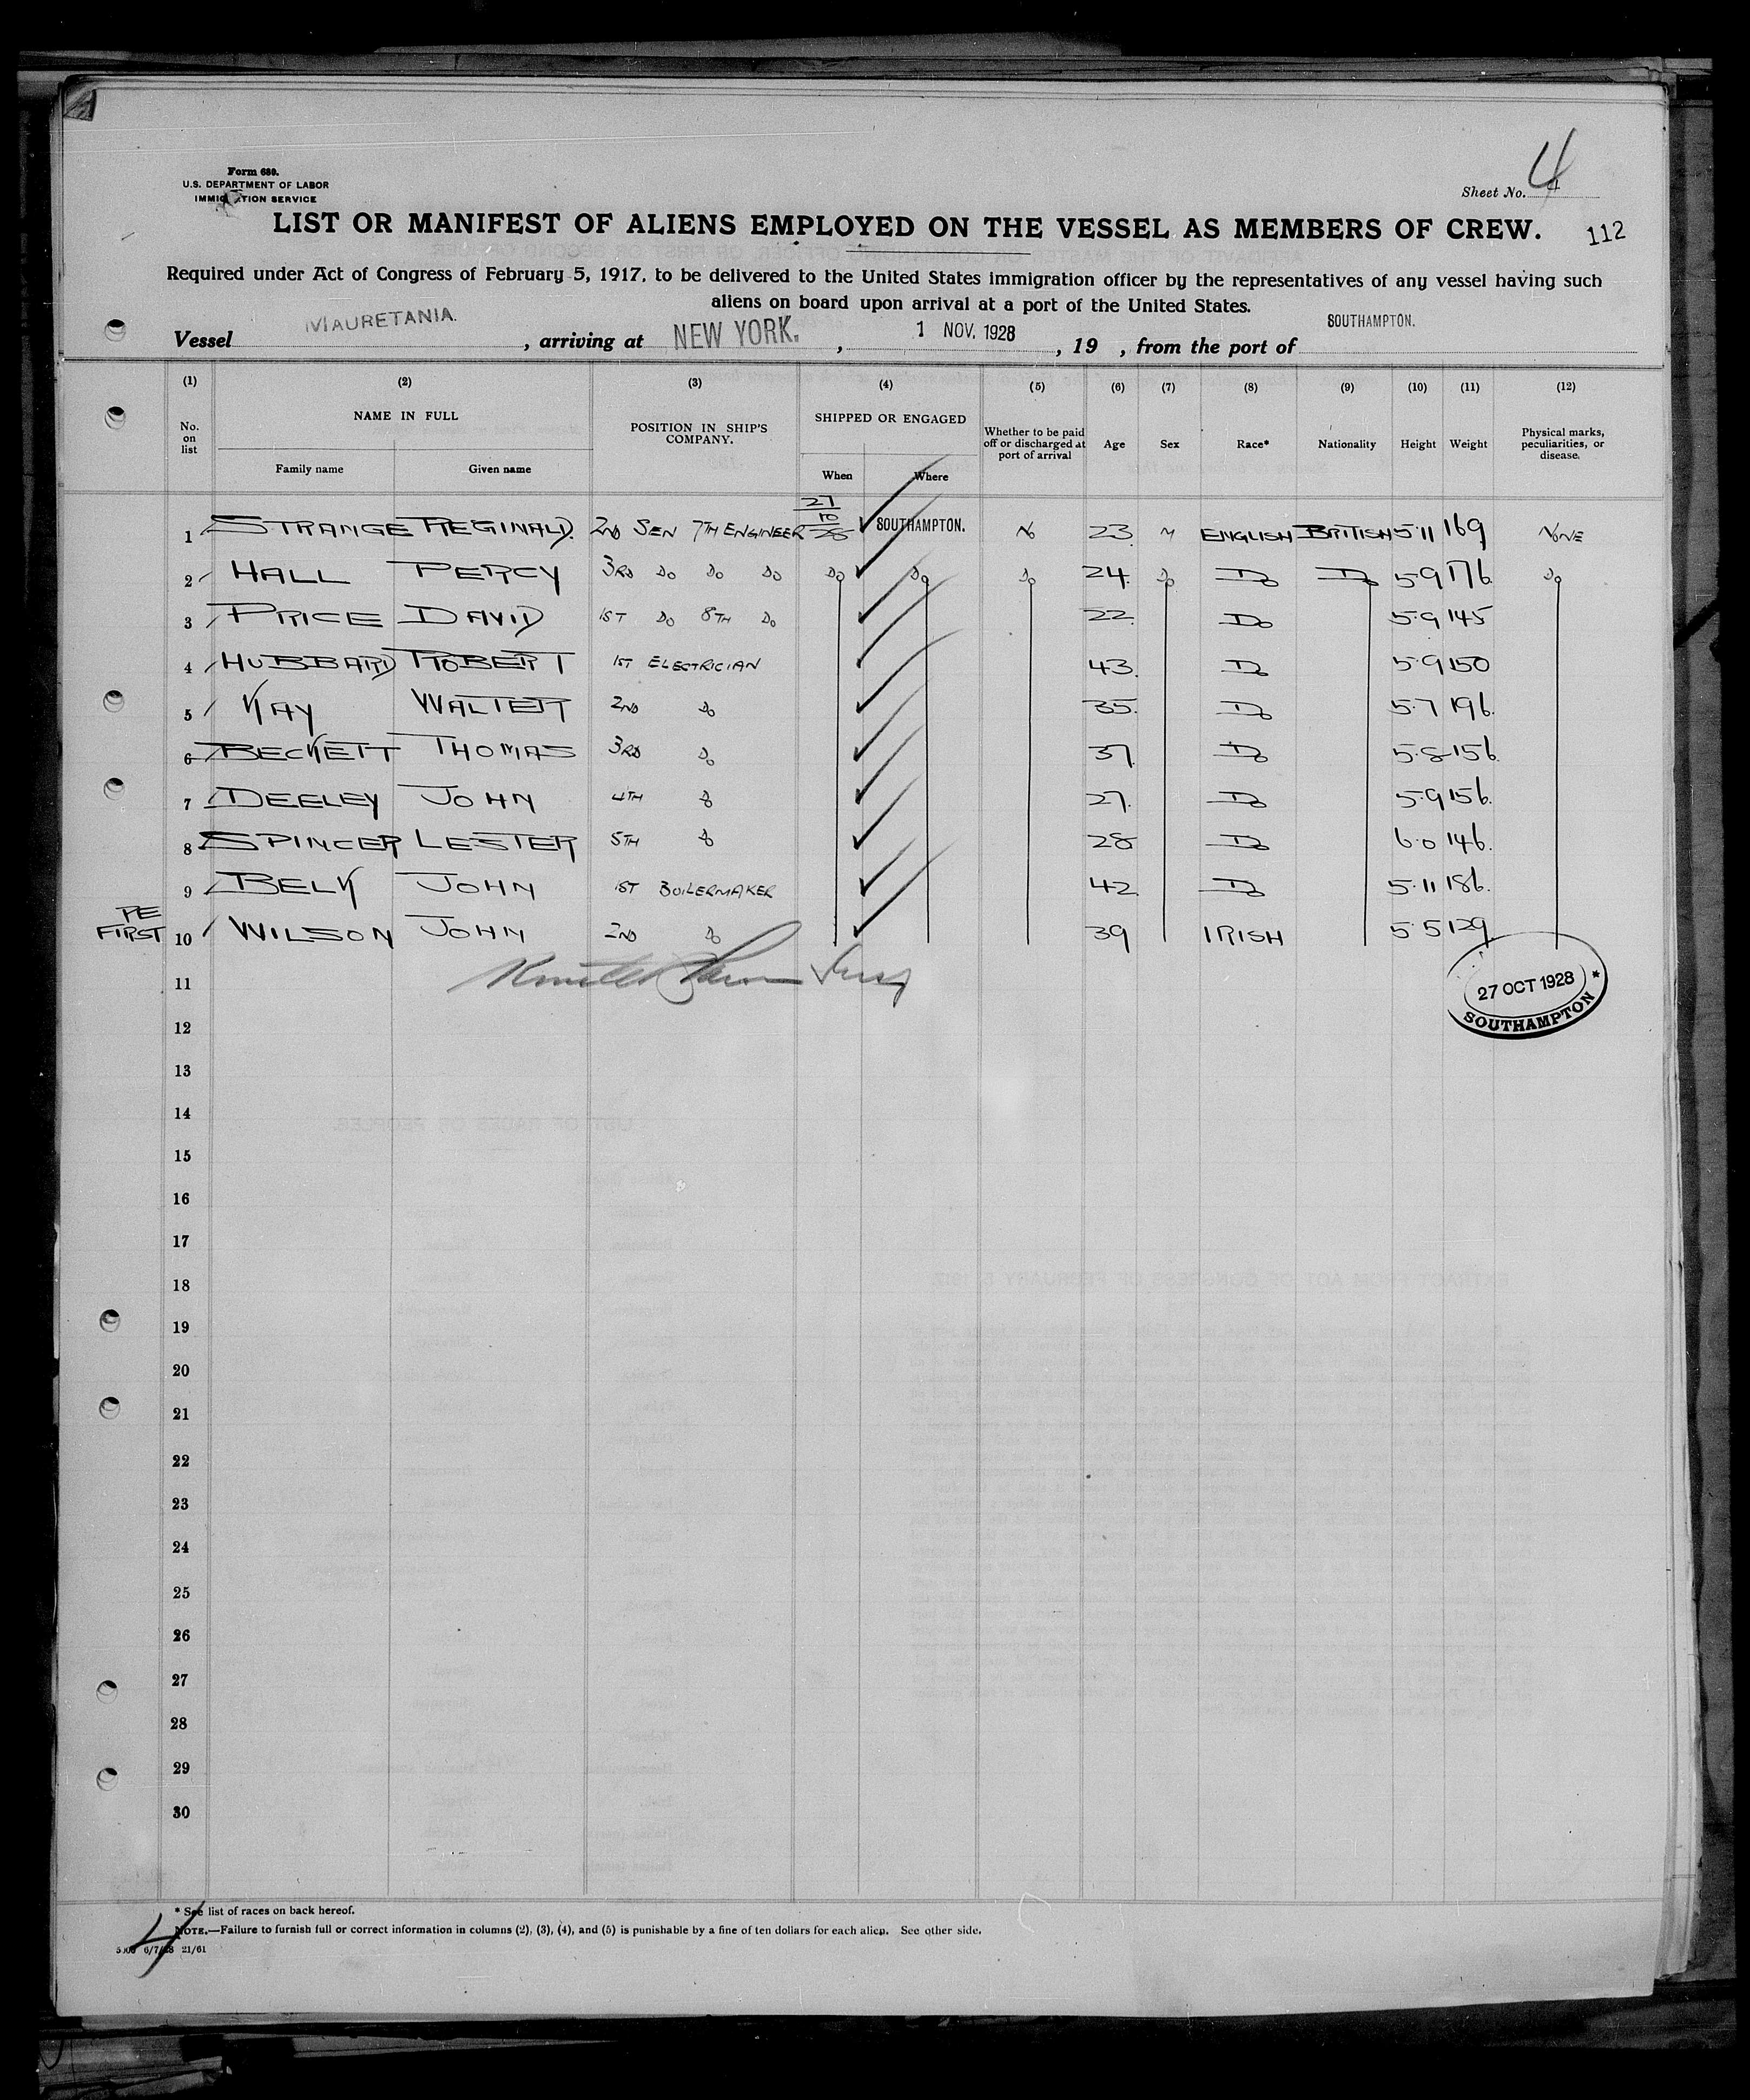 Form 680.
U.S. DEPARTMENT OF LABOR
IMMIGRATION SERVICE
Sheet No. 4
LIST OR MANIFEST OF ALIENS EMPLOYED ON THE VESSEL AS MEMBERS OF CREW. 112
Required under Act of Congress of February 5, 1917, to be delivered to the United States immigration officer by the representatives of any vessel having such
aliens on board upon arrival at a port of the United States.
Vessel MAURETANIA. , arriving at NEW YORK. , 1 NOV. 1928 , 19 , from the port of SOUTHAMPTON.
(1) (2) (3) (4) (5) (6) (7) (8) (9) (10) (11) (12)
No. on list NAME IN FULL Family name Given name POSITION IN SHIP'S COMPANY. SHIPPED OR ENGAGED When Where Whether to be paid off or discharged at port of arrival Age Sex Race* Nationality Height Weight Physical marks, peculiarities, or disease.
1 STRANGE REGINALD. 2ND SEN 7TH ENGINEER 27/10/28 SOUTHAMPTON. No 23. M ENGLISH BRITISH 5·11 169 NONE
2 HALL PERCY 3RD Do Do Do Do Do Do 24. Do Do Do 5·9 176. Do
3 PRICE DAVID 1ST Do 8TH Do 22. Do 5·9 145
4 HUBBARD ROBERT 1ST ELECTRICIAN 43. Do 5·9 150
5 KAY WALTER 2ND Do 35. Do 5·7 196.
6 BECKETT THOMAS 3RD Do 37. Do 5·8 156.
7 DEELEY JOHN 4TH Do 27. Do 5·9 156.
8 SPINCER LESTER 5TH Do 28 Do 6·0 146.
9 BELK JOHN 1ST BOILERMAKER 42. Do 5·11 186.
PE FIRST 10 WILSON JOHN 2ND Do 39 IRISH 5·5 129.
11
27 OCT 1928 *
SOUTHAMPTON
12
13
14
15
16
17
18
19
20
21
22
23
24
25
26
27
28
29
30
* See list of races on back hereof.
NOTE.—Failure to furnish full or correct information in columns (2), (3), (4), and (5) is punishable by a fine of ten dollars for each alien. See other side.
4
21/61